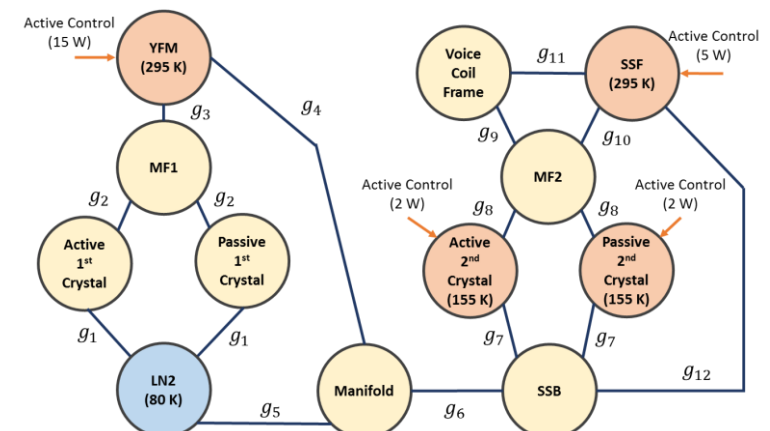 Active Control
(15 W)
YFM
(295 K)
g₃
g₄
MF1
g₂
g₂
Active
1st
Crystal
Passive
1st
Crystal
g₁
g₁
LN2
(80 K)
g₅
Manifold
g₆
Voice
Coil
Frame
g₁₁
SSF
(295 K)
Active Control
(5 W)
g₉
g₁₀
MF2
Active Control
(2 W)
Active Control
(2 W)
g₈
g₈
Active
2nd
Crystal
(155 K)
Passive
2nd
Crystal
(155 K)
g₇
g₇
SSB
g₁₂